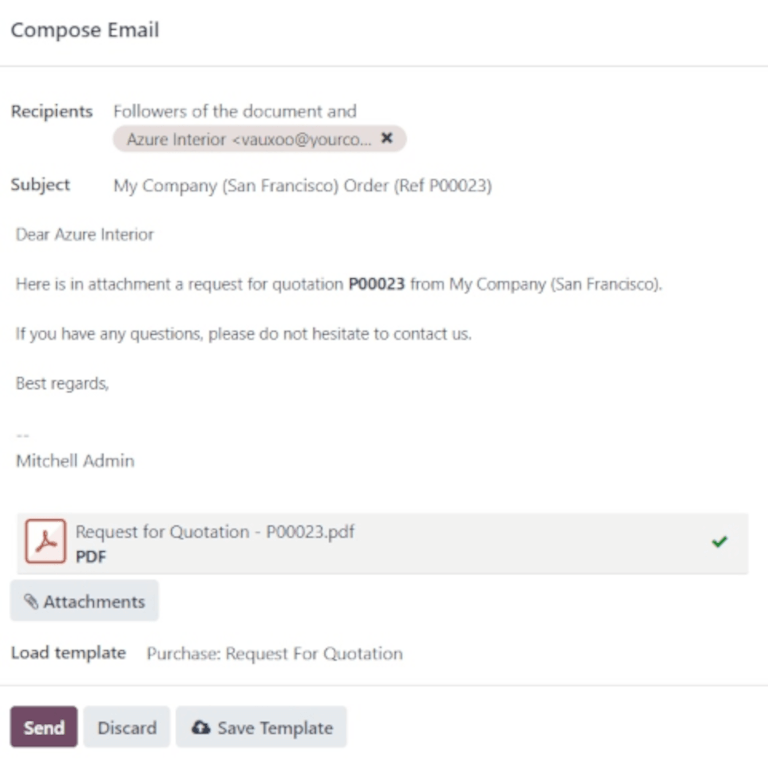 Compose Email
Recipients Followers of the document and
Azure Interior <vauxoo@yourco... ✖
Subject My Company (San Francisco) Order (Ref P00023)
Dear Azure Interior
Here is in attachment a request for quotation P00023 from My Company (San Francisco).
If you have any questions, please do not hesitate to contact us.
Best regards,
--
Mitchell Admin
Request for Quotation - P00023.pdf
PDF
Attachments
Load template Purchase: Request For Quotation
Send Discard Save Template